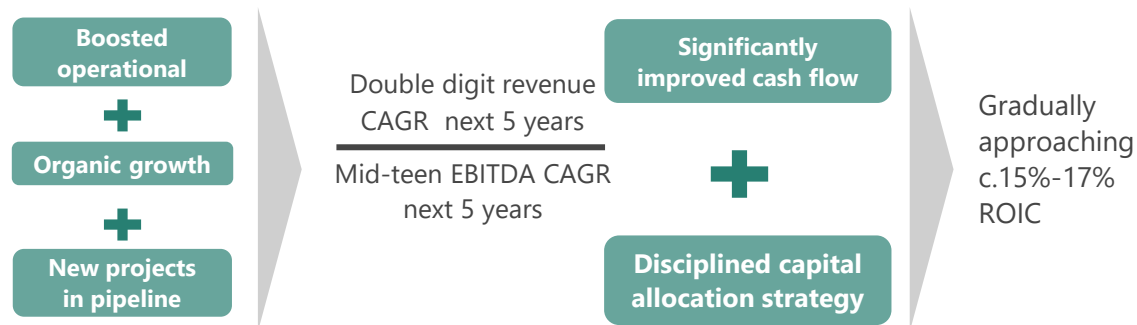 Boosted
operational
Organic growth
New projects
in pipeline
Double digit revenue
CAGR next 5 years
Mid-teen EBITDA CAGR
next 5 years
Significantly
improved cash flow
Disciplined capital
allocation strategy
Gradually
approaching
c.15%-17%
ROIC